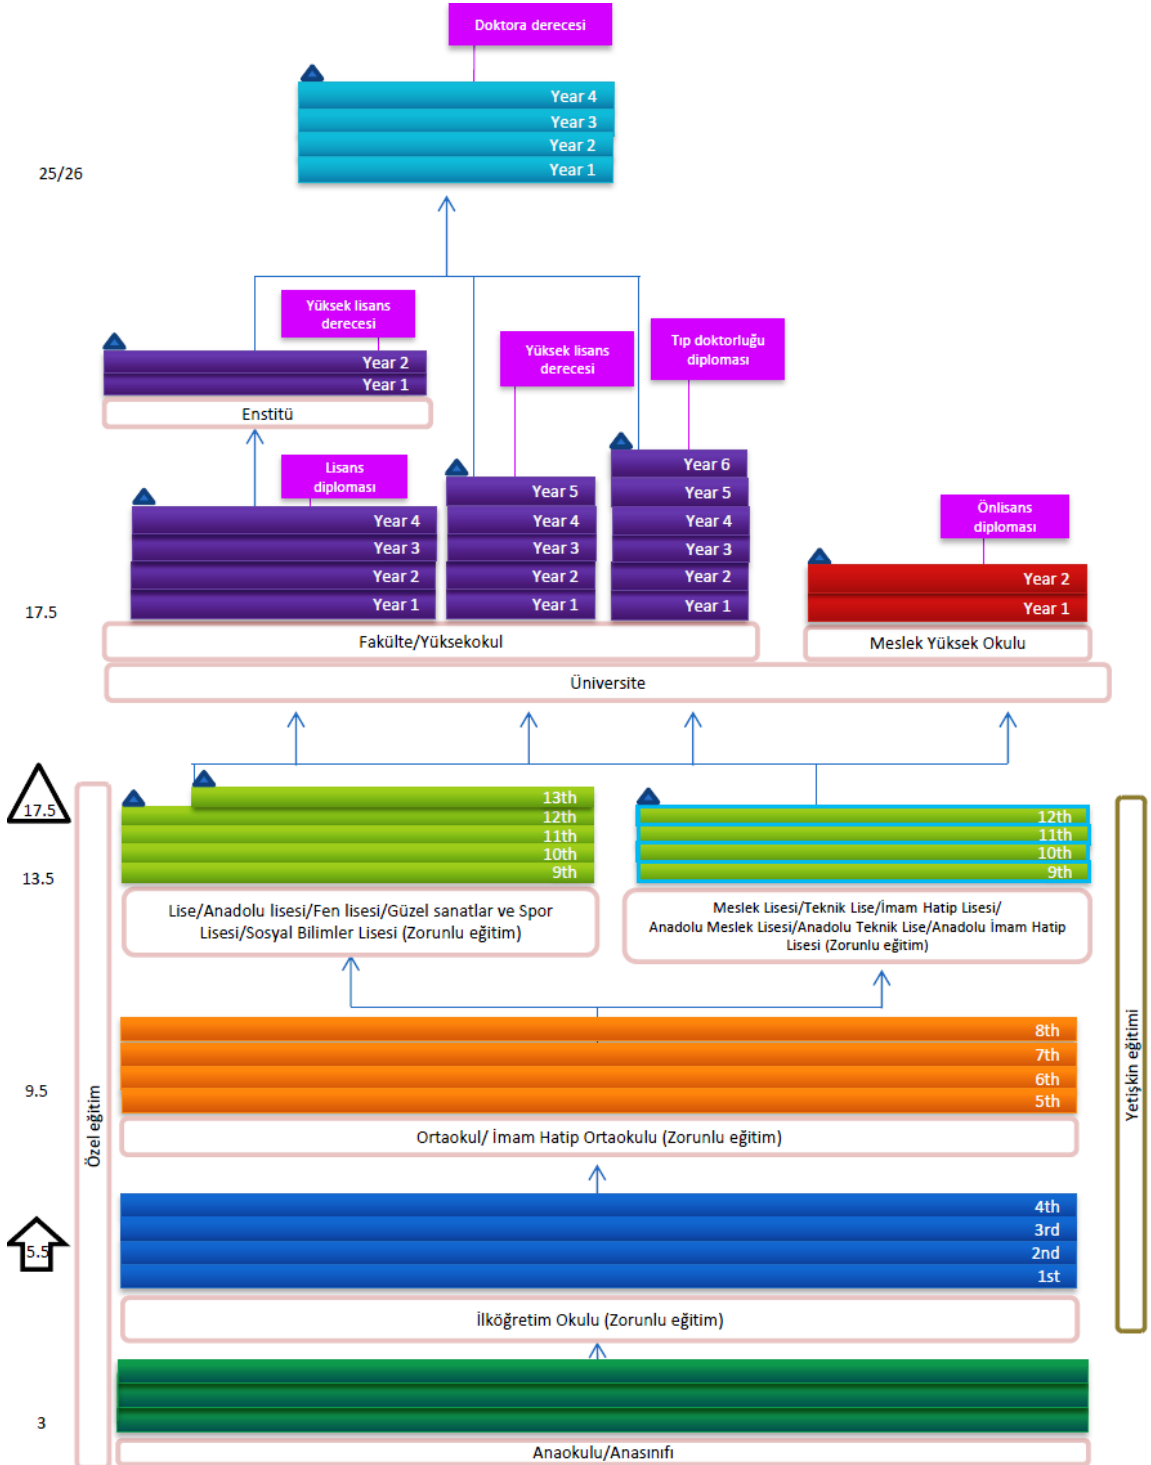 Doktora derecesi
Year 4
Year 3
Year 2
Year 1
25/26
Yüksek lisans
derecesi
Year 2
Year 1
Enstitü
Yüksek lisans
derecesi
Tıp doktorluğu
diploması
Lisans
diploması
Year 4
Year 3
Year 2
Year 1
Year 5
Year 4
Year 3
Year 2
Year 1
Year 6
Year 5
Year 4
Year 3
Year 2
Year 1
Önlisans
diploması
Year 2
Year 1
17.5
Fakülte/Yüksekokul
Meslek Yüksek Okulu
Üniversite
17.5
13th
12th
11th
10th
9th
12th
11th
10th
9th
13.5
Lise/Anadolu lisesi/Fen lisesi/Güzel sanatlar ve Spor
Lisesi/Sosyal Bilimler Lisesi (Zorunlu eğitim)
Meslek Lisesi/Teknik Lise/İmam Hatip Lisesi/
Anadolu Meslek Lisesi/Anadolu Teknik Lise/Anadolu İmam Hatip
Lisesi (Zorunlu eğitim)
8th
7th
6th
5th
9.5
Ortaokul/ İmam Hatip Ortaokulu (Zorunlu eğitim)
Özel eğitim
Yetişkin eğitimi
4th
3rd
2nd
1st
5.5
İlköğretim Okulu (Zorunlu eğitim)
3
Anaokulu/Anasınıfı